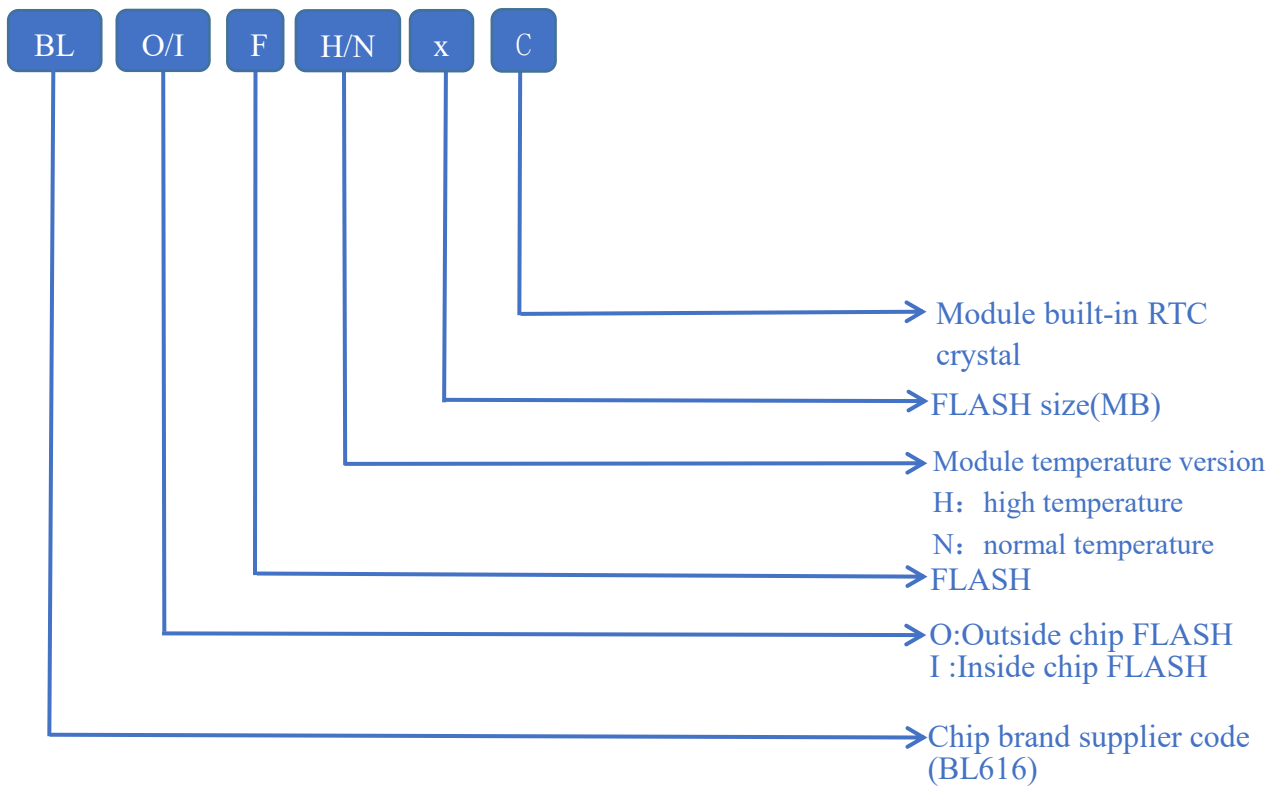 BL O/I F H/N x C
Module built-in RTC
crystal
FLASH size(MB)
Module temperature version
H： high temperature
N： normal temperature
FLASH
O:Outside chip FLASH
I :Inside chip FLASH
Chip brand supplier code
(BL616)